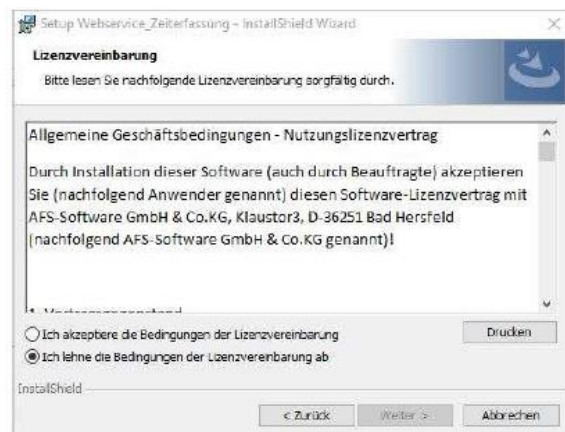 Setup Webservice_Zeiterfassung - InstallShield Wizard
Lizenzvereinbarung
Bitte lesen Sie nachfolgende Lizenzvereinbarung sorgfältig durch.
Allgemeine Geschäftsbedingungen - Nutzungslizenzvertrag
Durch Installation dieser Software (auch durch Beauftragte) akzeptieren
Sie (nachfolgend Anwender genannt) diesen Software-Lizenzvertrag mit
AFS-Software GmbH & Co.KG, Klaustor3, D-36251 Bad Hersfeld
(nachfolgend AFS-Software GmbH & Co.KG genannt)!
1. Vertragsgegenstand
Ich akzeptiere die Bedingungen der Lizenzvereinbarung
Drucken
Ich lehne die Bedingungen der Lizenzvereinbarung ab
InstallShield
< Zurück
Weiter >
Abbrechen